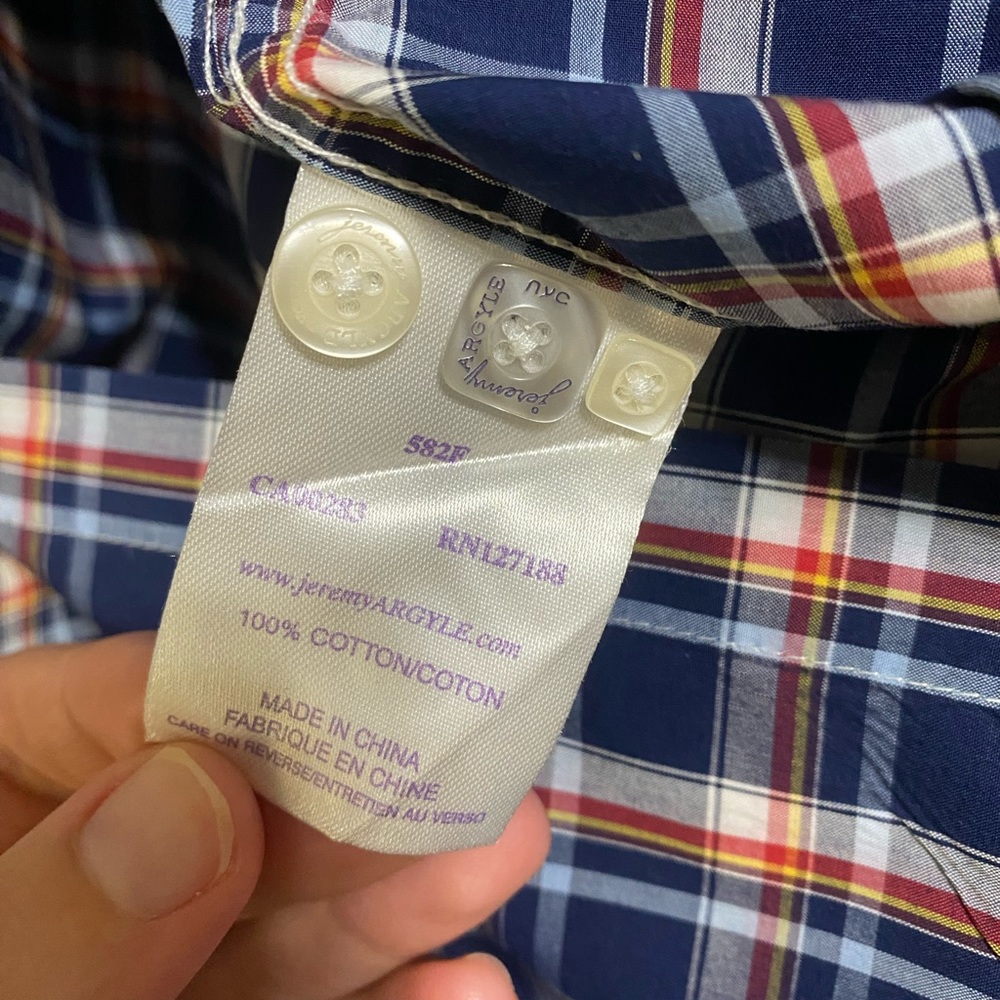 jeremy ARGYLE
nyc
jeremy ARGYLE
582F
CA00283
RN127188
www.jeremyARGYLE.com
100% COTTON/COTON
MADE IN CHINA
FABRIQUE EN CHINE
CARE ON REVERSE/ENTRETIEN AU VERSO